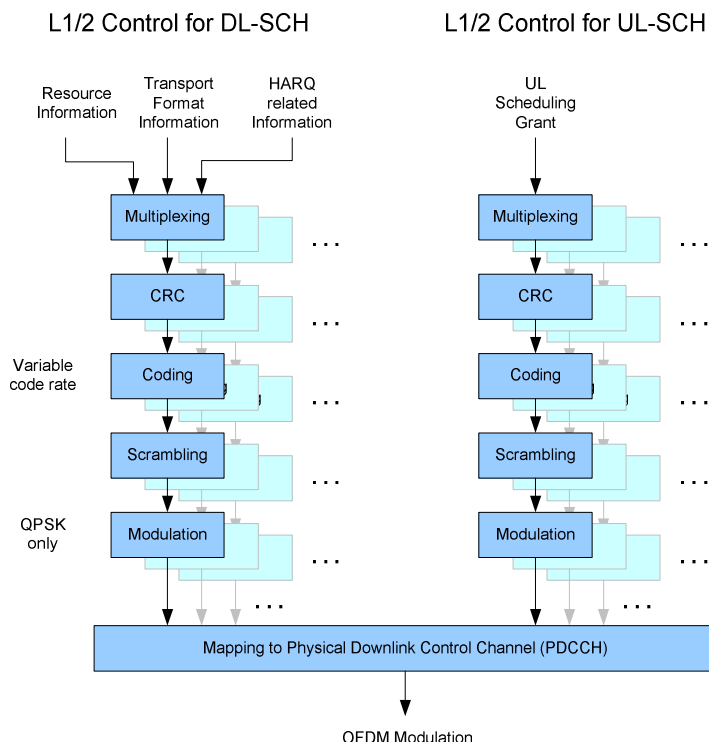 L1/2 Control for DL-SCH
L1/2 Control for UL-SCH
Resource
Information
Transport
Format
Information
HARQ
related
Information
UL
Scheduling
Grant
Multiplexing
...
Multiplexing
...
CRC
...
CRC
...
Variable
code rate
Coding
...
Coding
...
Scrambling
...
Scrambling
...
QPSK
only
Modulation
...
Modulation
...
...
...
Mapping to Physical Downlink Control Channel (PDCCH)
OFDM Modulation